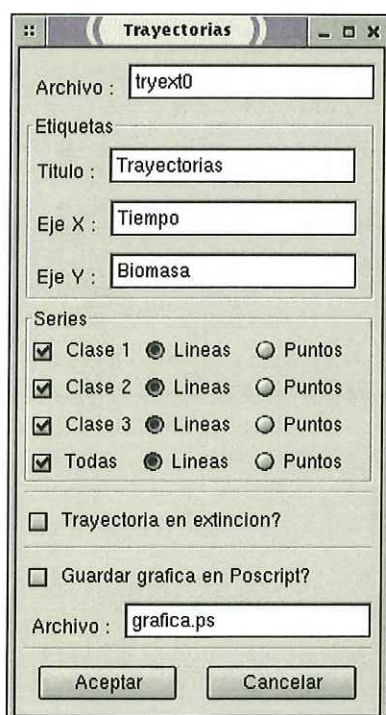 Trayectorias
Archivo : tryext0
Etiquetas
Titulo : Trayectorias
Eje X : Tiempo
Eje Y : Biomasa
Series
Clase 1 Lineas Puntos
Clase 2 Lineas Puntos
Clase 3 Lineas Puntos
Todas Lineas Puntos
Trayectoria en extincion?
Guardar grafica en Poscript?
Archivo : grafica.ps
Aceptar Cancelar